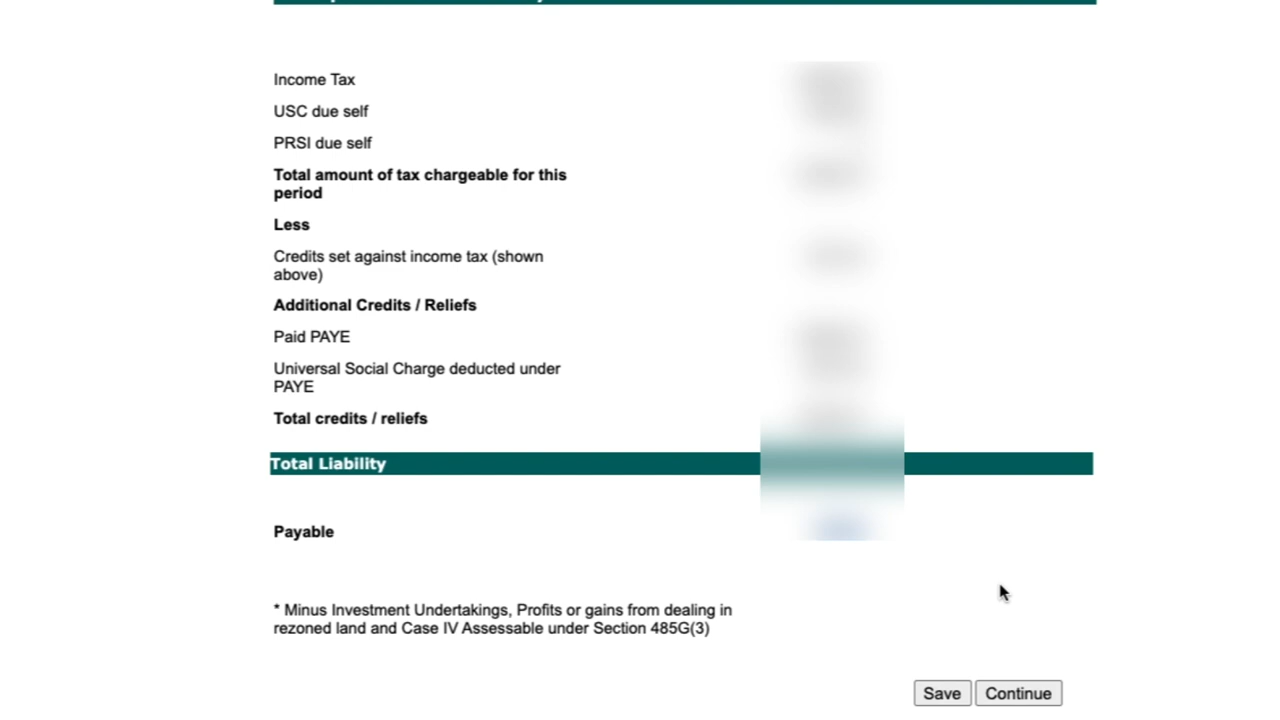 Income Tax
USC due self
PRSI due self
Total amount of tax chargeable for this
period
Less
Credits set against income tax (shown
above)
Additional Credits / Reliefs
Paid PAYE
Universal Social Charge deducted under
PAYE
Total credits / reliefs
Total Liability
Payable
* Minus Investment Undertakings, Profits or gains from dealing in
rezoned land and Case IV Assessable under Section 485G(3)
Save Continue